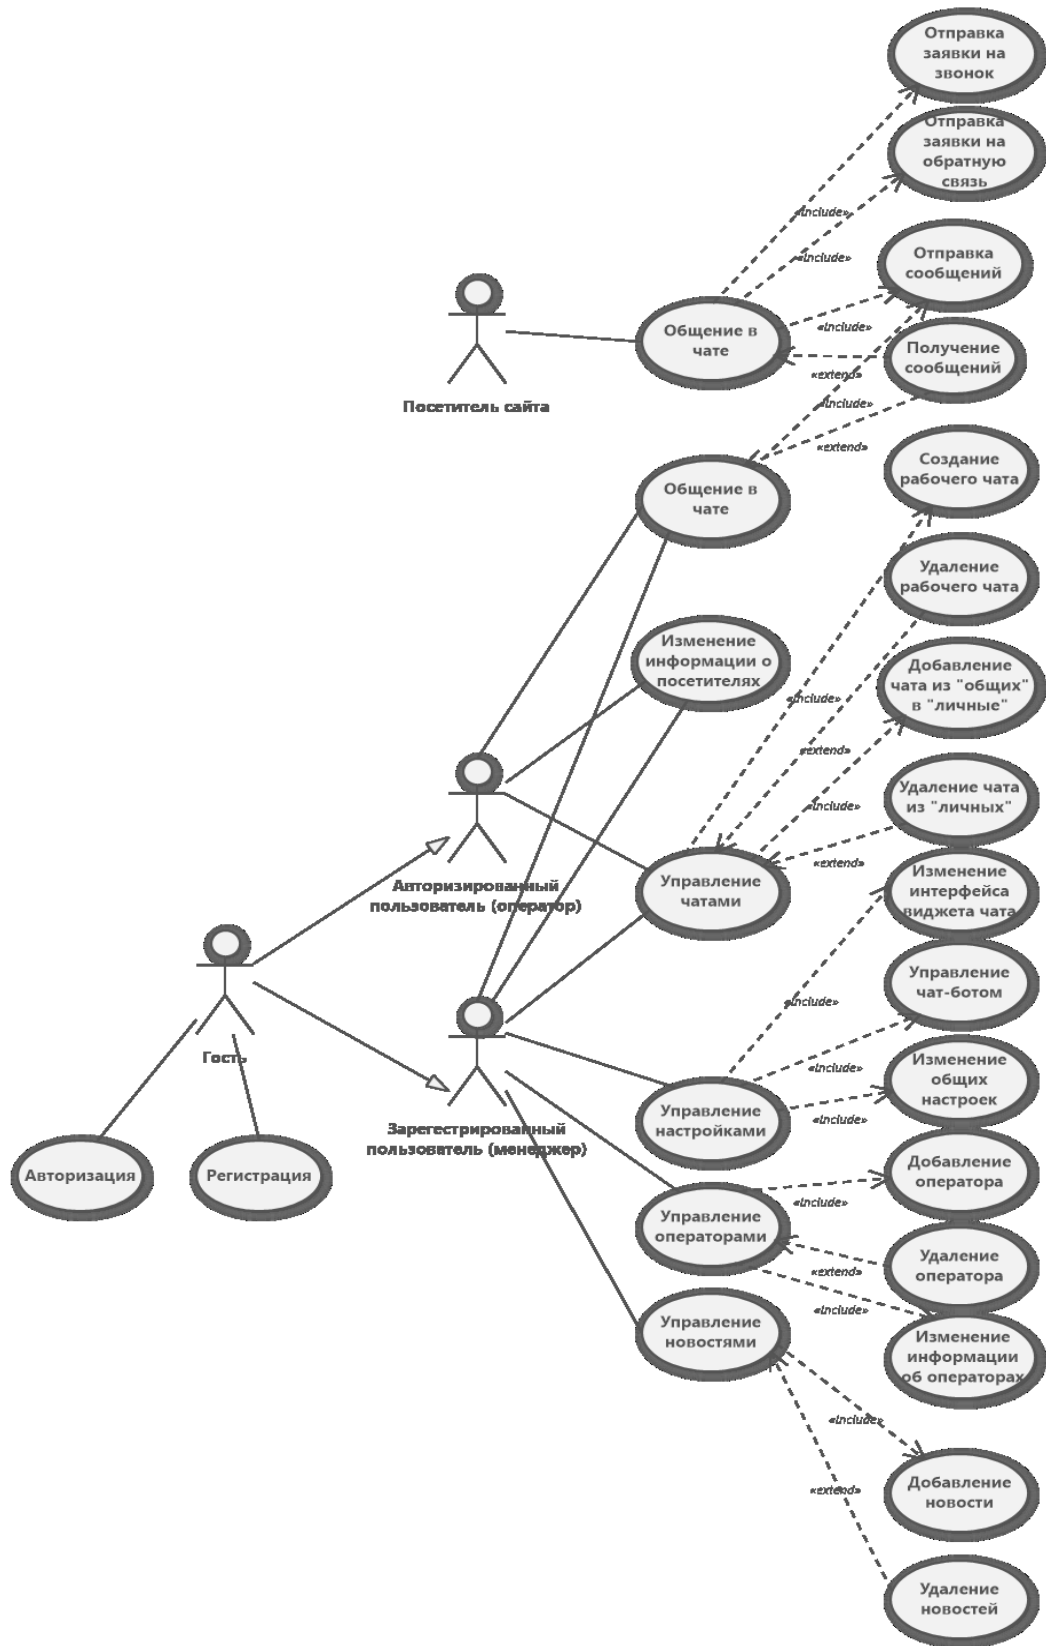 Отправка
заявки на
звонок
Отправка
заявки на
обратную
связь
«include»
«include»
Отправка
сообщений
Общение в
чате
«include»
Получение
сообщений
«extend»
Посетитель сайта
«include»
«extend»
Общение в
чате
Создание
рабочего чата
Удаление
рабочего чата
Изменение
информации о
посетителях
Добавление
чата из "общих"
в "личные"
«include»
«extend»
Удаление чата
из "личных"
«include»
«extend»
Авторизированный
пользователь (оператор)
Управление
чатами
Изменение
интерфейса
виджета чата
Управление
чат-ботом
«include»
Гость
«include»
Изменение
общих
настроек
Зарегестрированный
пользователь (менеджер)
Управление
настройками
«include»
Авторизация
Регистрация
Добавление
оператора
«include»
Управление
операторами
Удаление
оператора
«extend»
«include»
Управление
новостями
Изменение
информации
об операторах
«include»
Добавление
новости
«extend»
Удаление
новостей